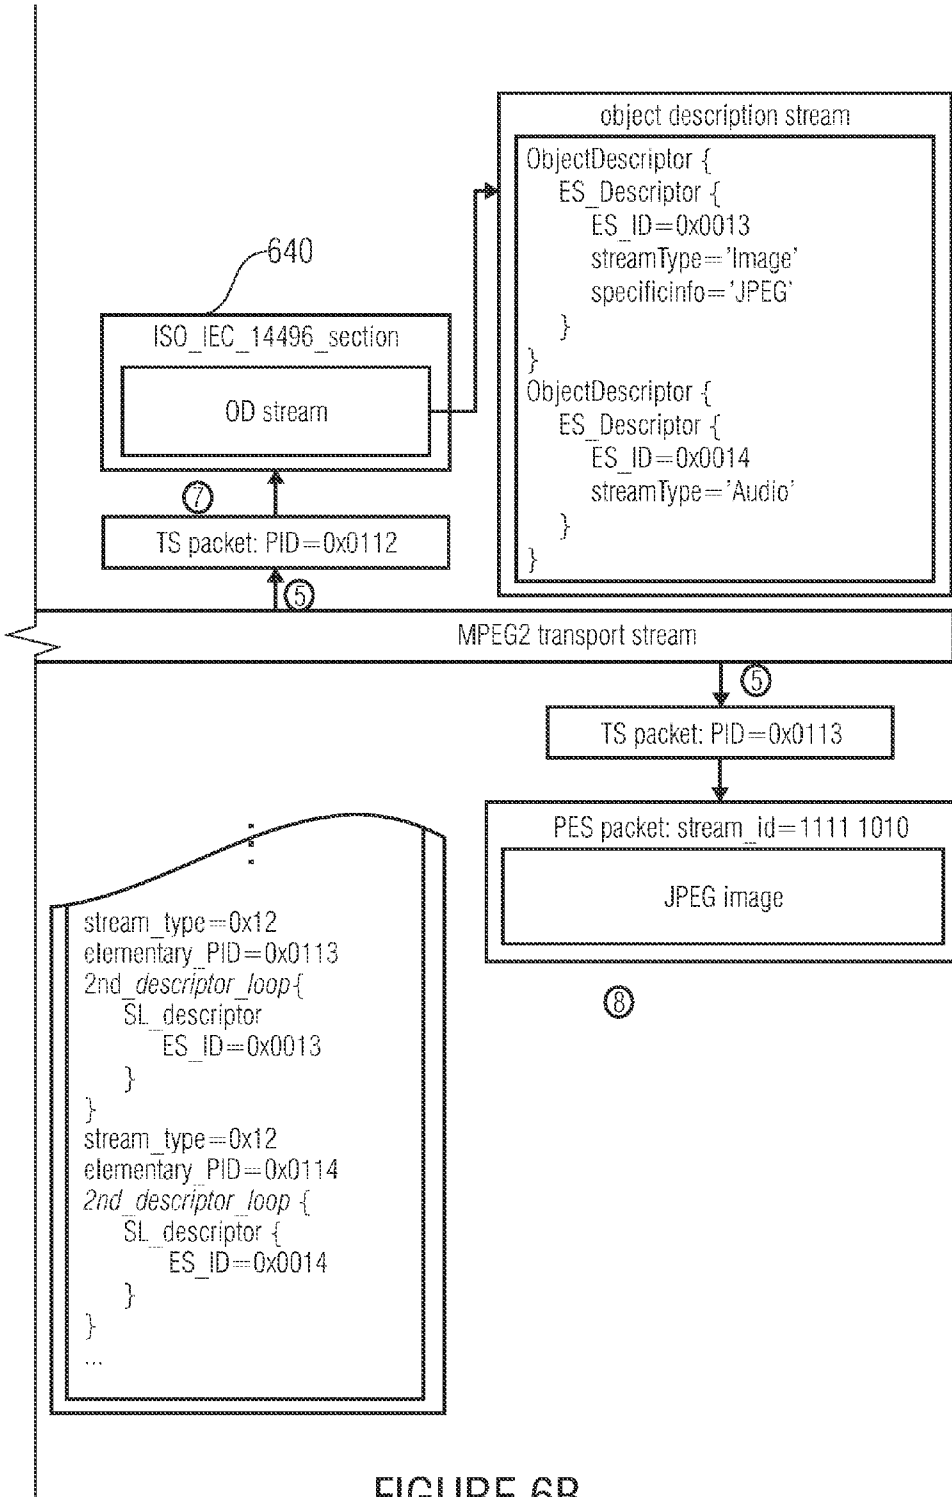 object description stream
ObjectDescriptor {
ES_Descriptor {
ES_ID=0x0013
streamType='Image'
specificinfo='JPEG'
}
}
ObjectDescriptor {
ES_Descriptor {
ES_ID=0x0014
streamType='Audio'
}
}
640
ISO_IEC_14496_section
OD stream
⑦
TS packet: PID=0x0112
⑤
MPEG2 transport stream
⑤
TS packet: PID=0x0113
PES packet: stream_id=1111 1010
JPEG image
⑧
stream_type=0x12
elementary_PID=0x0113
2nd_descriptor_loop{
SL_descriptor
ES_ID=0x0013
}
}
stream_type=0x12
elementary_PID=0x0114
2nd_descriptor_loop {
SL_descriptor {
ES_ID=0x0014
}
}
...
FIGURE 6B